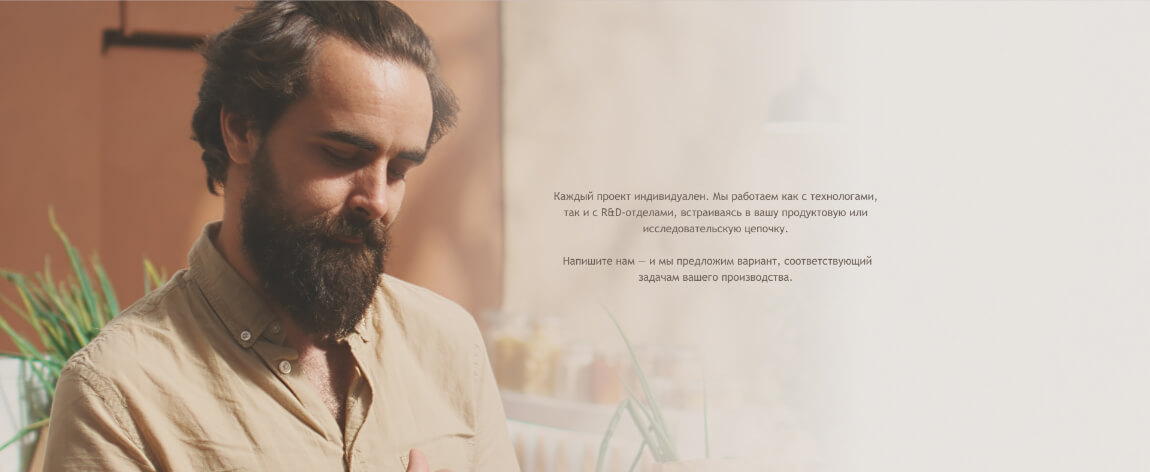 Каждый проект индивидуален. Мы работаем как с технологами,
так и с R&D-отделами, встраиваясь в вашу продуктовую или
исследовательскую цепочку.
Напишите нам — и мы предложим вариант, соответствующий
задачам вашего производства.